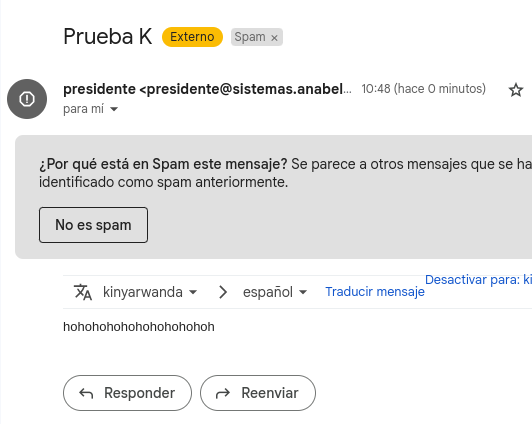 Prueba K Externo Spam ×
presidente <presidente@sistemas.anabel... 10:48 (hace 0 minutos)
para mí
¿Por qué está en Spam este mensaje? Se parece a otros mensajes que se ha
identificado como spam anteriormente.
No es spam
Desactivar para: ki
kinyarwanda > español Traducir mensaje
hohohohohohohohohohoh
Responder Reenviar